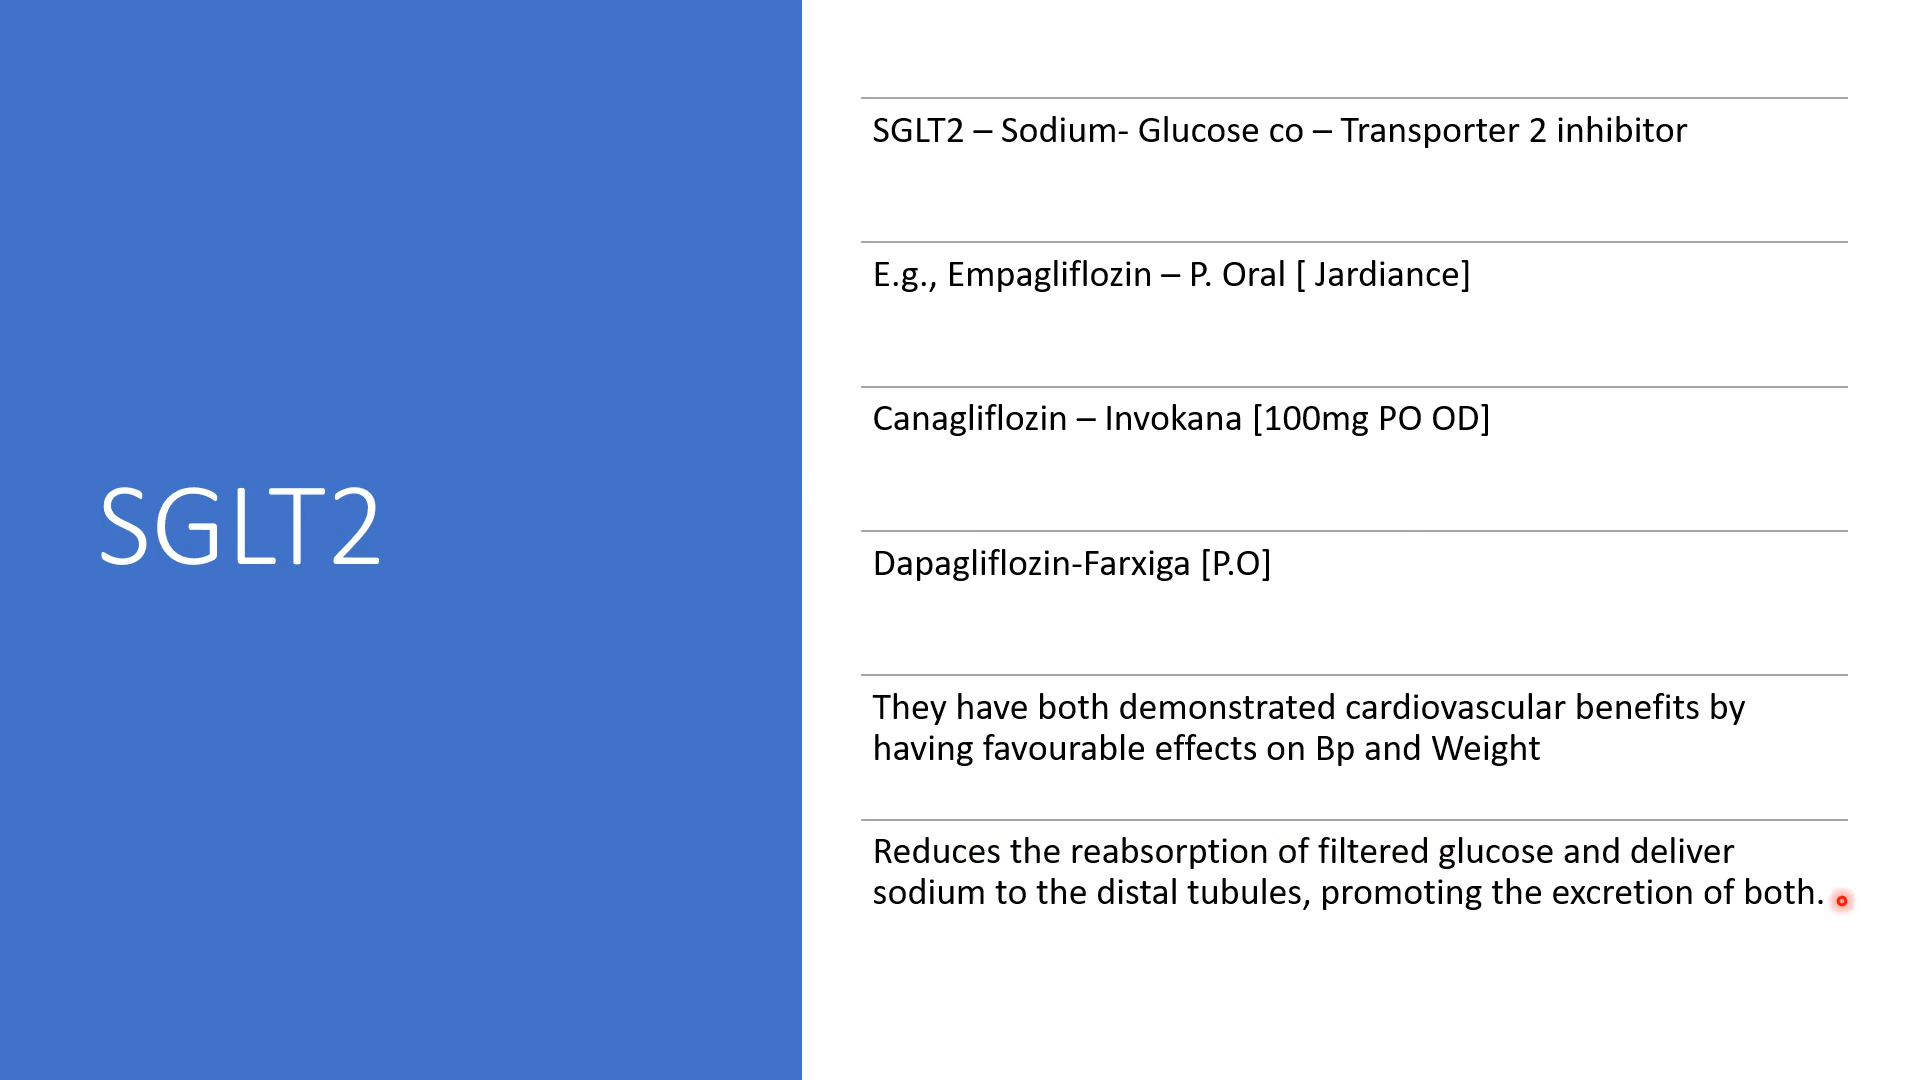 SGLT2
SGLT2 – Sodium- Glucose co – Transporter 2 inhibitor
E.g., Empagliflozin – P. Oral [ Jardiance]
Canagliflozin – Invokana [100mg PO OD]
Dapagliflozin-Farxiga [P.O]
They have both demonstrated cardiovascular benefits by
having favourable effects on Bp and Weight
Reduces the reabsorption of filtered glucose and deliver
sodium to the distal tubules, promoting the excretion of both.